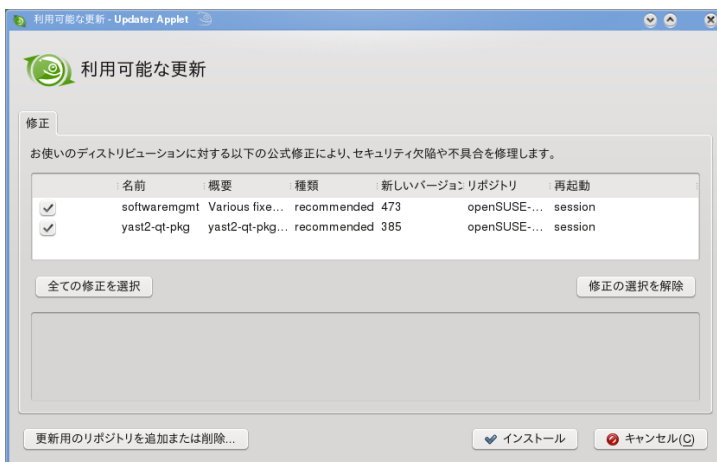 利用可能な更新 - Updater Applet
利用可能な更新
修正
お使いのディストリビューションに対する以下の公式修正により、セキュリティ欠陥や不具合を修理します。
名前 概要 種類 新しいバージョン リポジトリ 再起動
softwaremgmt Various fixe... recommended 473 openSUSE-... session
yast2-qt-pkg yast2-qt-pkg... recommended 385 openSUSE-... session
全ての修正を選択 修正の選択を解除
更新用のリポジトリを追加または削除... インストール キャンセル(C)